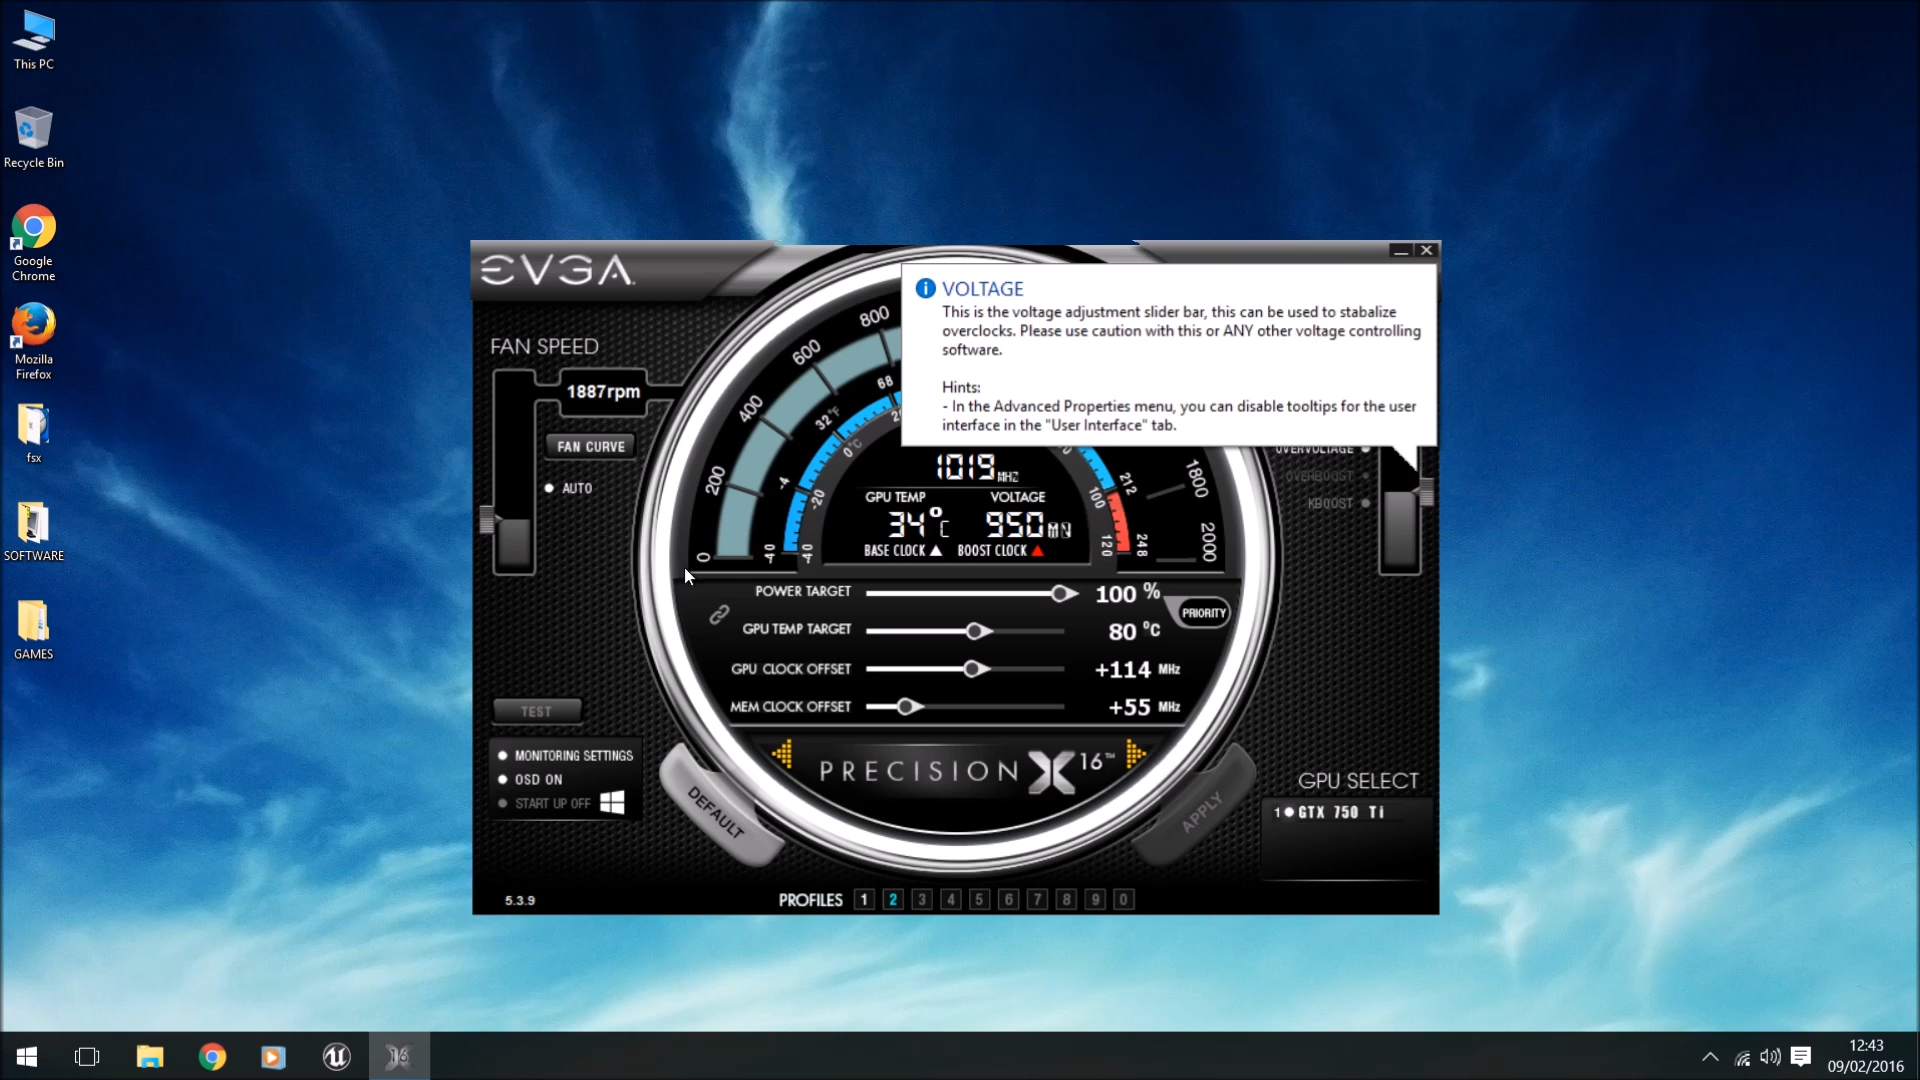 This PC
Recycle Bin
Google
Chrome
Mozilla
Firefox
fsx
SOFTWARE
GAMES
EVGA
FAN SPEED
1887rpm
FAN CURVE
AUTO
VOLTAGE
This is the voltage adjustment slider bar, this can be used to stabalize
overclocks. Please use caution with this or ANY other voltage controlling
software.
Hints:
- In the Advanced Properties menu, you can disable tooltips for the user
interface in the "User Interface" tab.
OVERVOLTAGE
OVERBOOST
KBOOST
0
200
400
600
800
1800
2000
-40
-4
32 °F
68
212
248
-40
-20
0°C
100
120
1019 MHZ
GPU TEMP VOLTAGE
34°C 950
BASE CLOCK BOOST CLOCK
POWER TARGET 100 %
PRIORITY
GPU TEMP TARGET 80 °C
GPU CLOCK OFFSET +114 MHz
MEM CLOCK OFFSET +55 MHz
PRECISION X 16™
TEST
MONITORING SETTINGS
OSD ON
START UP OFF
DEFAULT
APPLY
GPU SELECT
1 GTX 750 Ti
5.3.9
PROFILES 1 2 3 4 5 6 7 8 9 0
16
12:43
09/02/2016